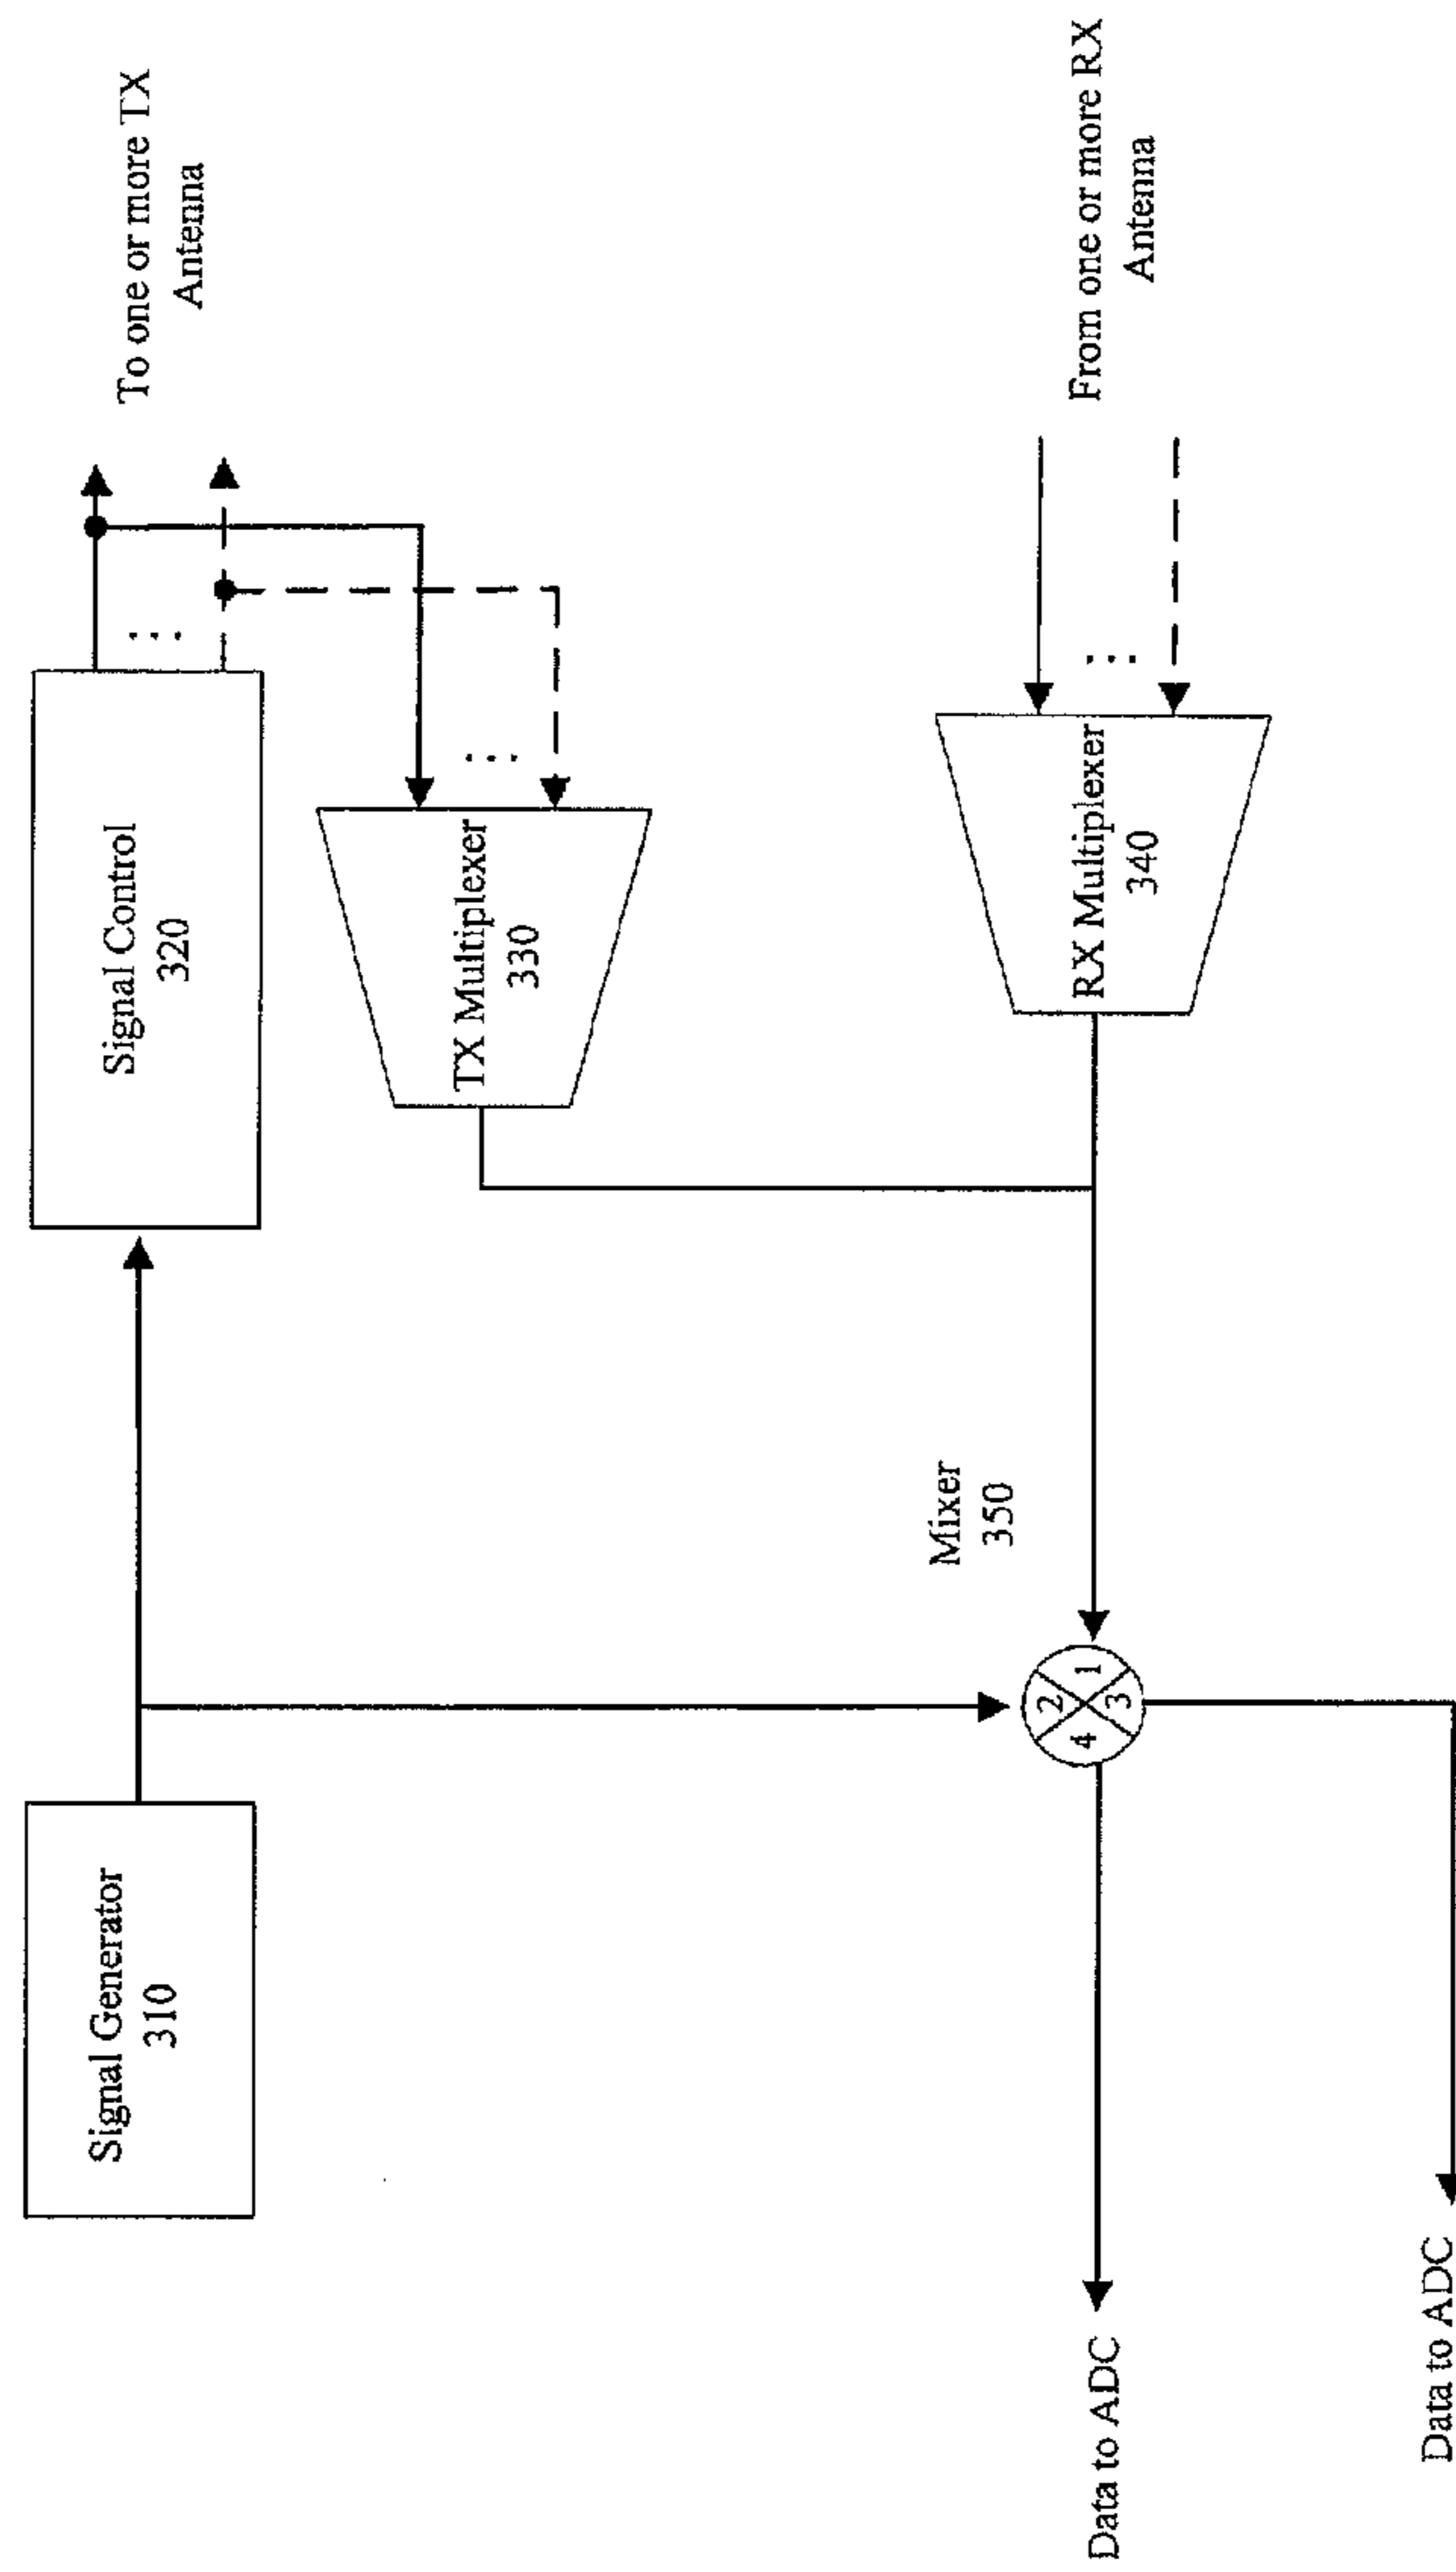 Signal Generator
310
Signal Control
320
To one or more TX
Antenna
...
TX Multiplexer
330
...
Mixer
350
2
1
4
3
RX Multiplexer
340
...
From one or more RX
Antenna
Data to ADC
Data to ADC